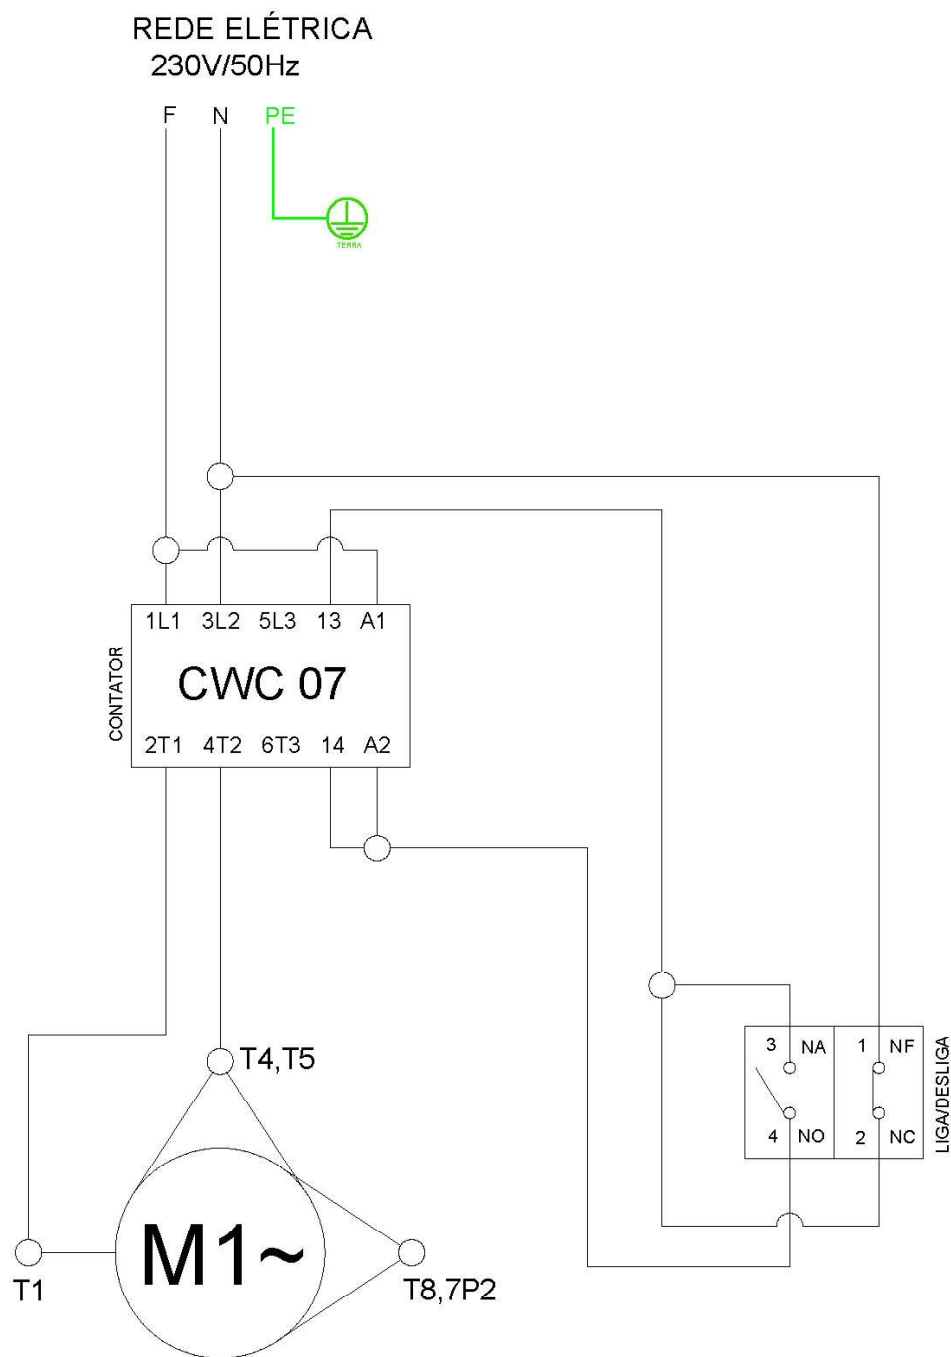 REDE ELÉTRICA
230V/50Hz
F N PE
TERRA
1L1 3L2 5L3 13 A1
CONTATOR
CWC 07
2T1 4T2 6T3 14 A2
T4,T5
3 NA 1 NF
4 NO 2 NC
LIGA/DESLIGA
M1~
T1
T8,7P2